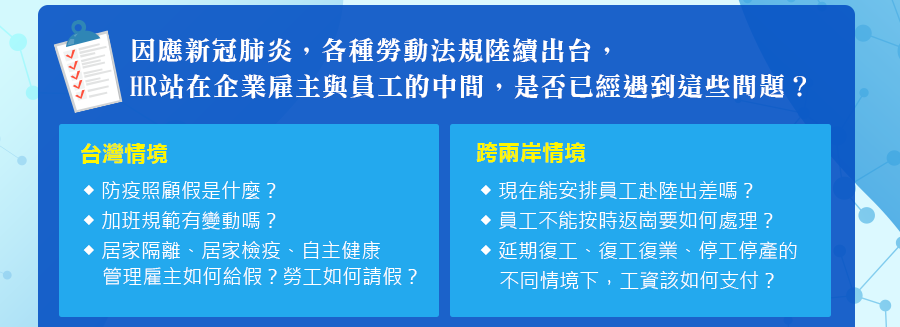 因應新冠肺炎，各種勞動法規陸續出台，
HR站在企業雇主與員工的中間，是否已經遇到這些問題？
台灣情境
◆ 防疫照顧假是什麼？
◆ 加班規範有變動嗎？
◆ 居家隔離、居家檢疫、自主健康
管理雇主如何給假？勞工如何請假？
跨兩岸情境
◆ 現在能安排員工赴陸出差嗎？
◆ 員工不能按時返崗要如何處理？
◆ 延期復工、復工復業、停工停產的
不同情境下，工資該如何支付？